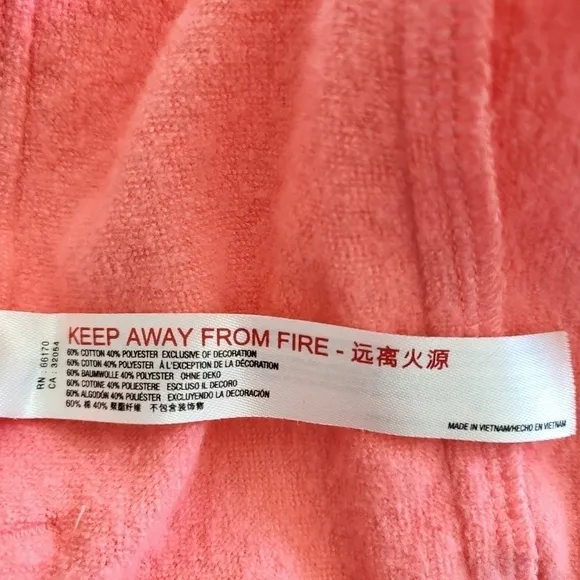 RN : 66170
CA : 32054
KEEP AWAY FROM FIRE - 远离火源
60% COTTON 40% POLYESTER EXCLUSIVE OF DECORATION
60% COTON 40% POLYESTER À L'EXCEPTION DE LA DÉCORATION
60% BAUMWOLLE 40% POLYESTER OHNE DEKO
60% COTONE 40% POLIESTERE ESCLUSO IL DECORO
60% ALGODÓN 40% POLIÉSTER EXCLUYENDO LA DECORACIÓN
60% 棉 40% 聚酯纤维 不包含装饰物
MADE IN VIETNAM/HECHO EN VIETNAM